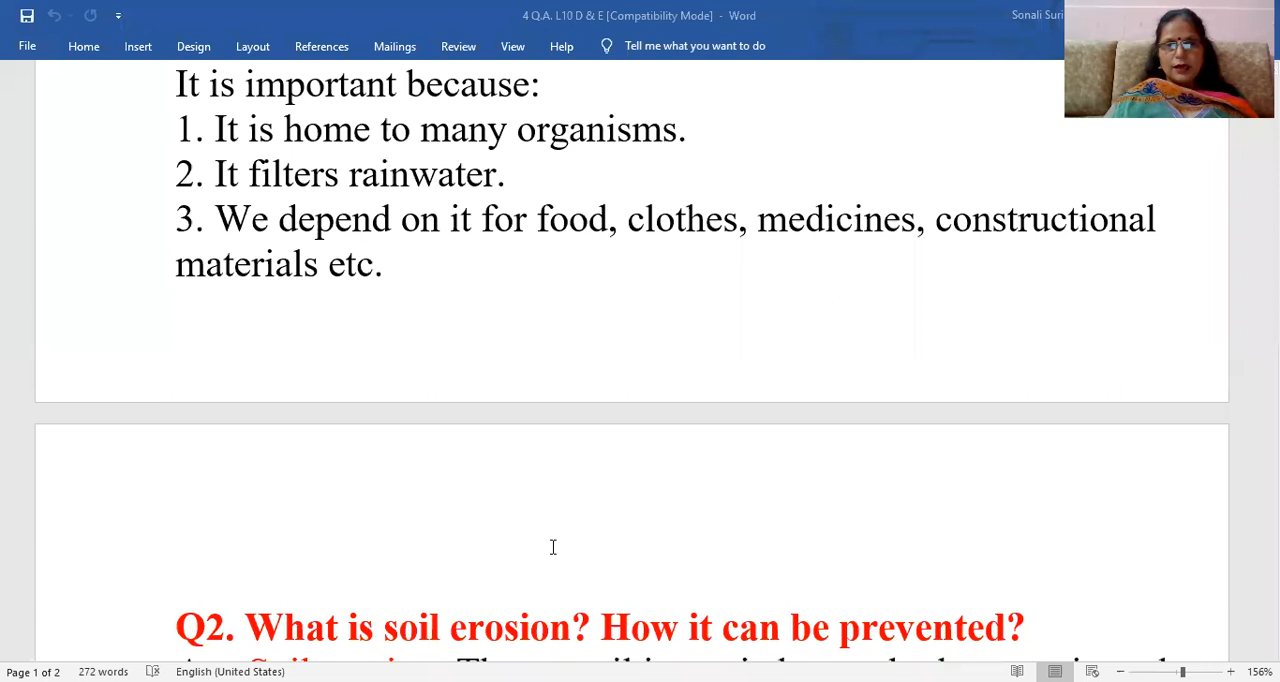 4 Q.A. L10 D & E [Compatibility Mode] - Word
Sonali Suri
File Home Insert Design Layout References Mailings Review View Help Tell me what you want to do
It is important because:
1. It is home to many organisms.
2. It filters rainwater.
3. We depend on it for food, clothes, medicines, constructional
materials etc.
Q2. What is soil erosion? How it can be prevented?
Page 1 of 2 272 words English (United States) 156%